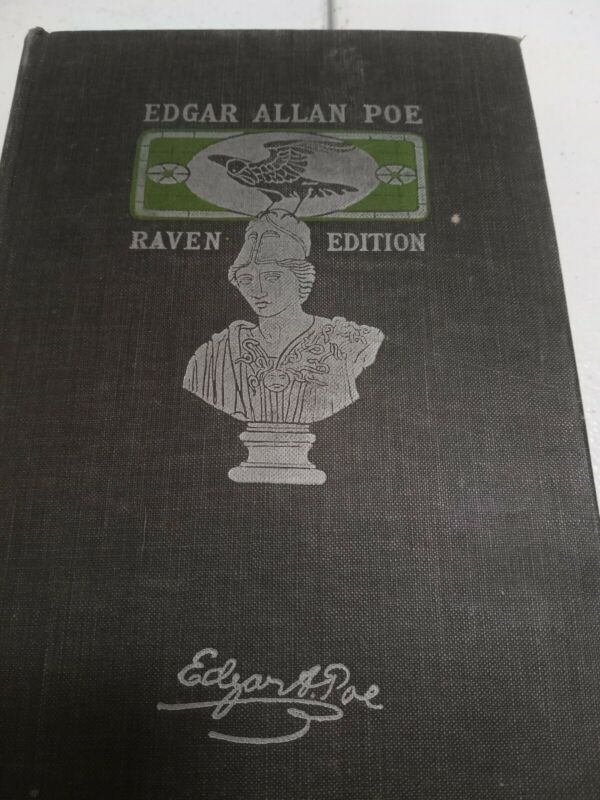 EDGAR ALLAN POE
RAVEN EDITION
Edgar A. Poe